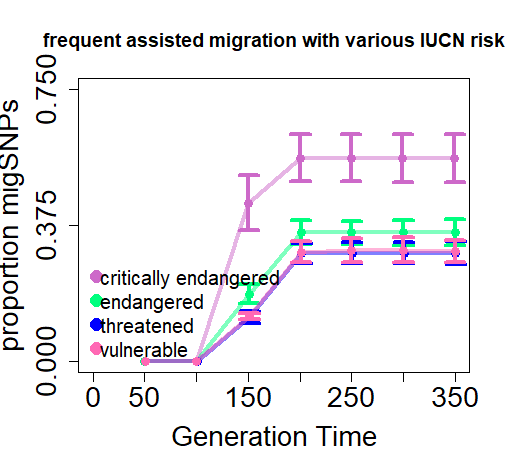 frequent assisted migration with various IUCN risk
proportion migSNPs
0.750
0.375
0.000
critically endangered
endangered
threatened
vulnerable
0 50 150 250 350
Generation Time